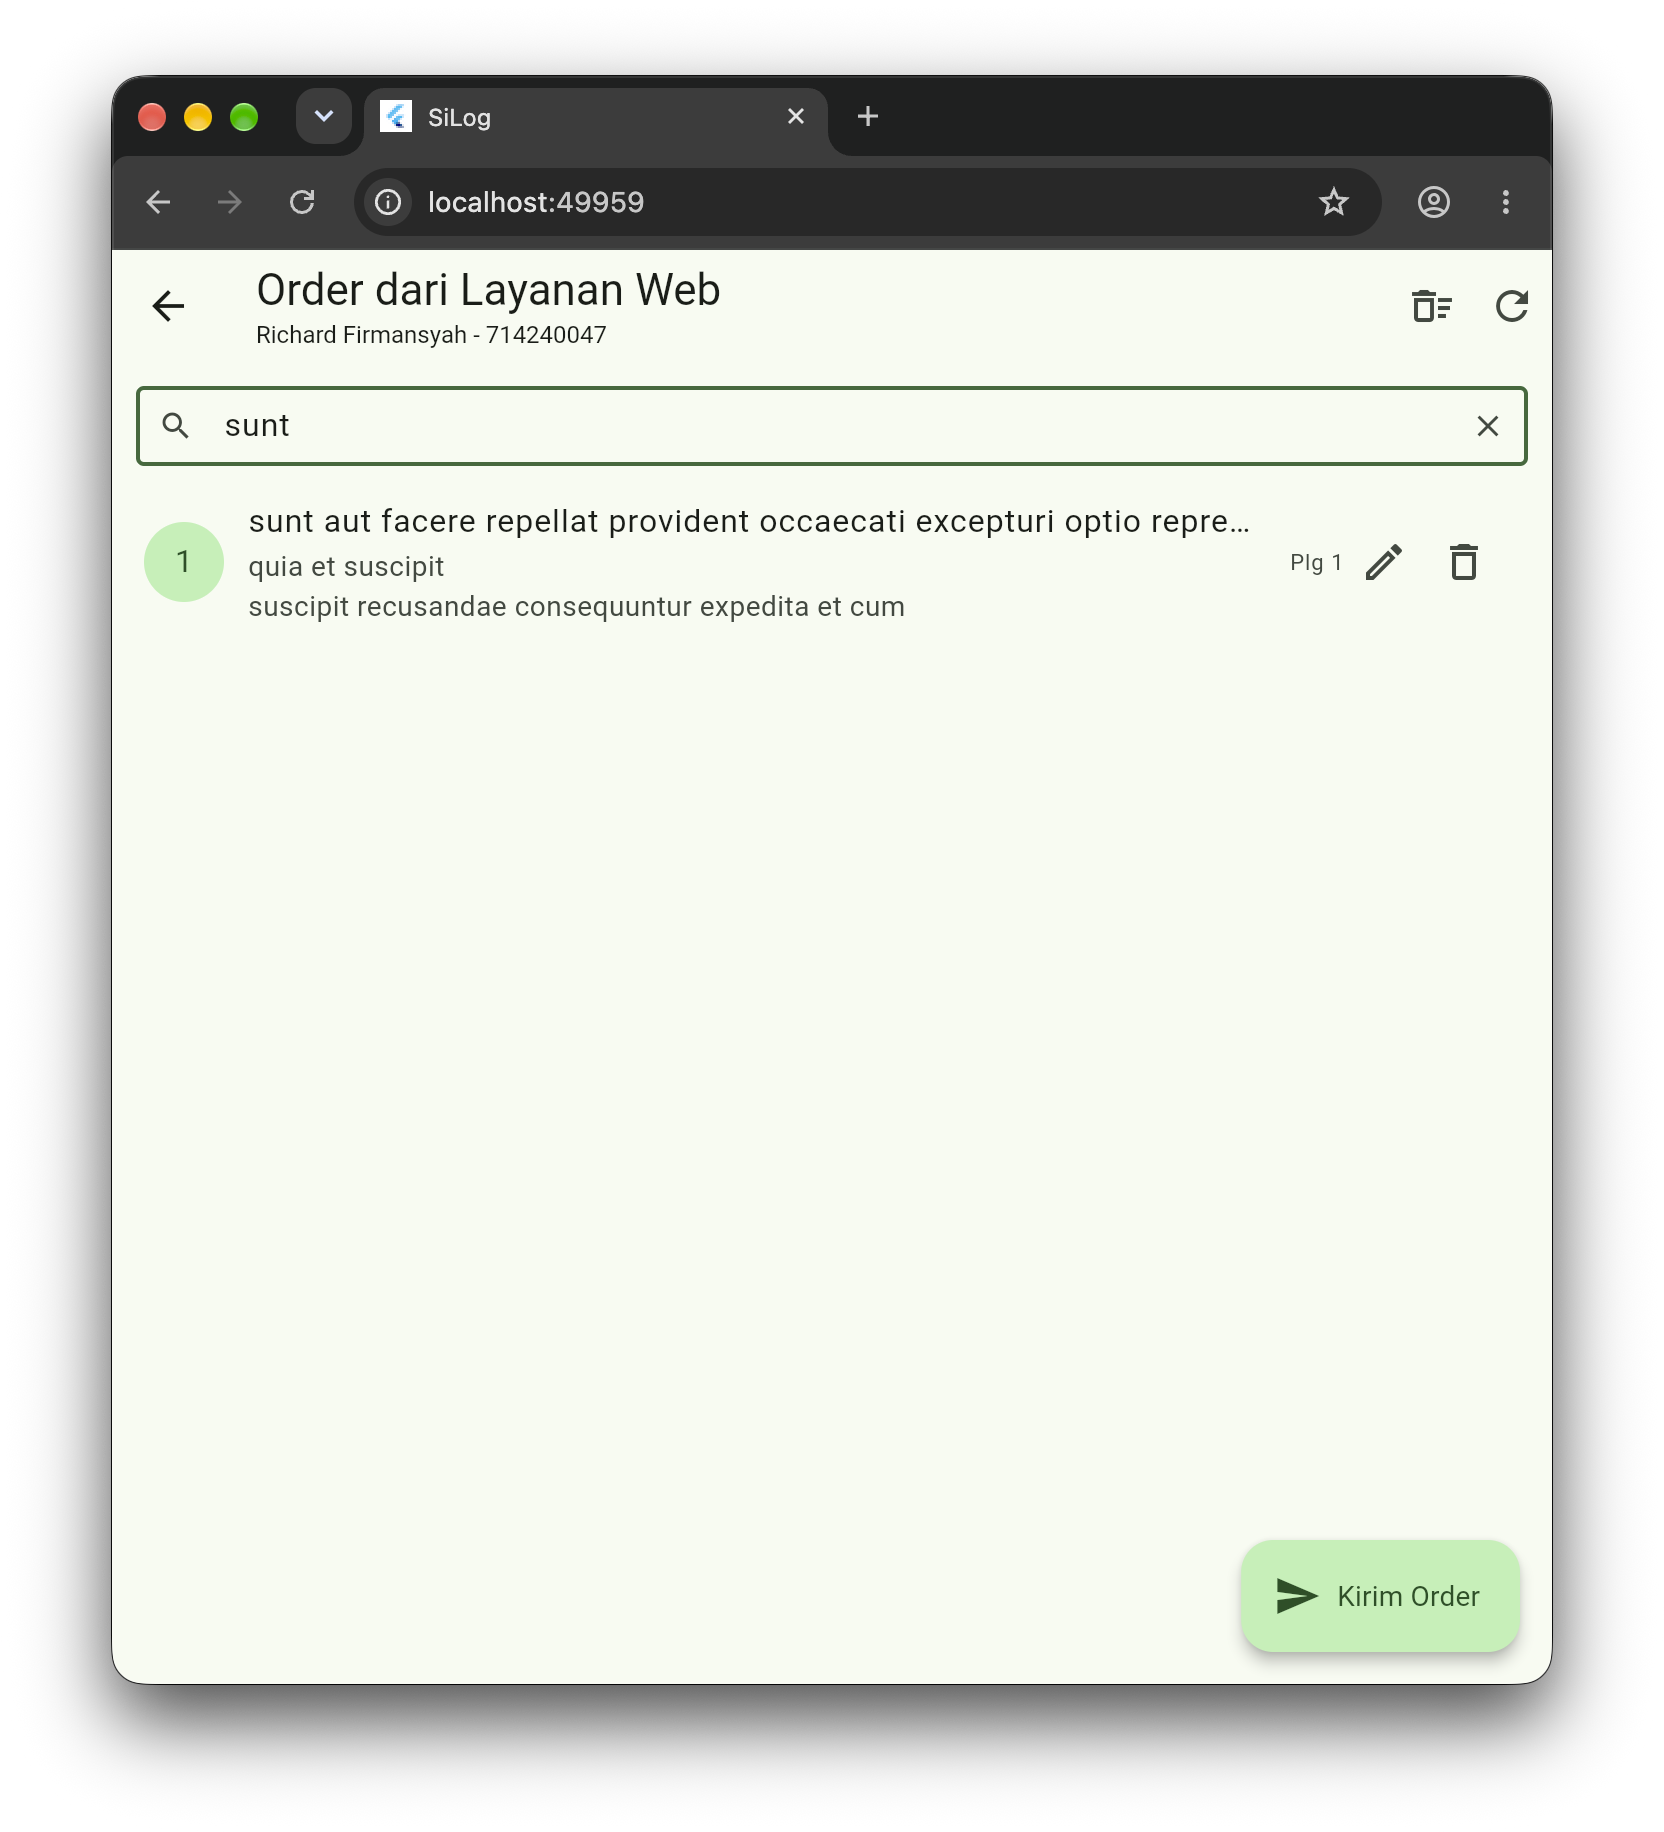 SiLog
localhost:49959
Order dari Layanan Web
Richard Firmansyah - 714240047
sunt
1
sunt aut facere repellat provident occaecati excepturi optio repre…
quia et suscipit
suscipit recusandae consequuntur expedita et cum
Plg 1
Kirim Order